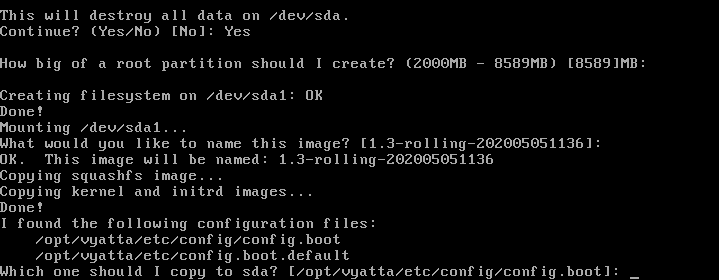 This will destroy all data on /dev/sda.
Continue? (Yes/No) [No]: Yes
How big of a root partition should I create? (2000MB - 8589MB) [8589]MB:
Creating filesystem on /dev/sda1: OK
Done!
Mounting /dev/sda1...
What would you like to name this image? [1.3-rolling-202005051136]:
OK.  This image will be named: 1.3-rolling-202005051136
Copying squashfs image...
Copying kernel and initrd images...
Done!
I found the following configuration files:
    /opt/vyatta/etc/config/config.boot
    /opt/vyatta/etc/config.boot.default
Which one should I copy to sda? [/opt/vyatta/etc/config/config.boot]: _